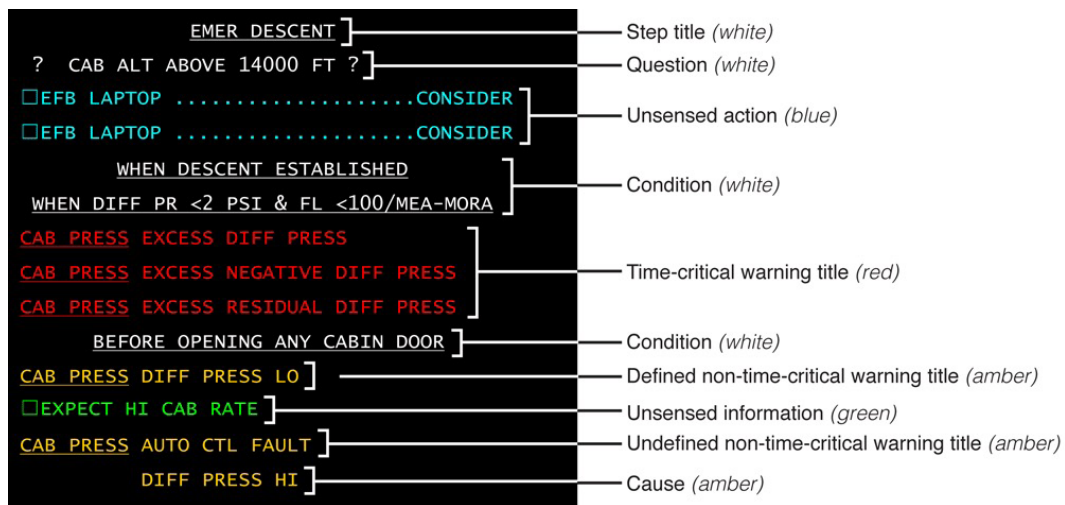 EMER DESCENT
Step title (white)
? CAB ALT ABOVE 14000 FT ?
Question (white)
□EFB LAPTOP ....................CONSIDER
□EFB LAPTOP ....................CONSIDER
Unsensed action (blue)
WHEN DESCENT ESTABLISHED
WHEN DIFF PR <2 PSI & FL <100/MEA-MORA
Condition (white)
CAB PRESS EXCESS DIFF PRESS
CAB PRESS EXCESS NEGATIVE DIFF PRESS
CAB PRESS EXCESS RESIDUAL DIFF PRESS
Time-critical warning title (red)
BEFORE OPENING ANY CABIN DOOR
Condition (white)
CAB PRESS DIFF PRESS LO
Defined non-time-critical warning title (amber)
□EXPECT HI CAB RATE
Unsensed information (green)
CAB PRESS AUTO CTL FAULT
Undefined non-time-critical warning title (amber)
DIFF PRESS HI
Cause (amber)